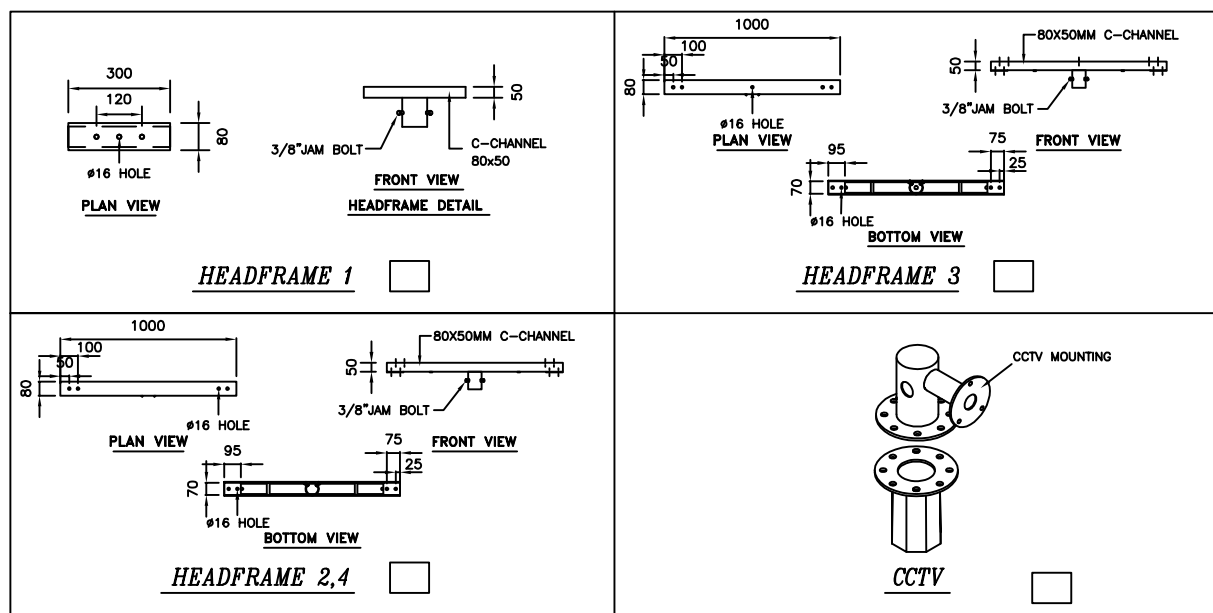 300
120
80
ø16 HOLE
PLAN VIEW
50
3/8"JAM BOLT
C-CHANNEL
80x50
FRONT VIEW
HEADFRAME DETAIL
HEADFRAME 1
1000
100
50
80
ø16 HOLE
PLAN VIEW
80X50MM C-CHANNEL
50
3/8"JAM BOLT
FRONT VIEW
95
75
25
70
ø16 HOLE
BOTTOM VIEW
HEADFRAME 3
1000
100
50
80
ø16 HOLE
PLAN VIEW
80X50MM C-CHANNEL
50
3/8"JAM BOLT
FRONT VIEW
95
75
25
70
ø16 HOLE
BOTTOM VIEW
HEADFRAME 2,4
CCTV MOUNTING
CCTV